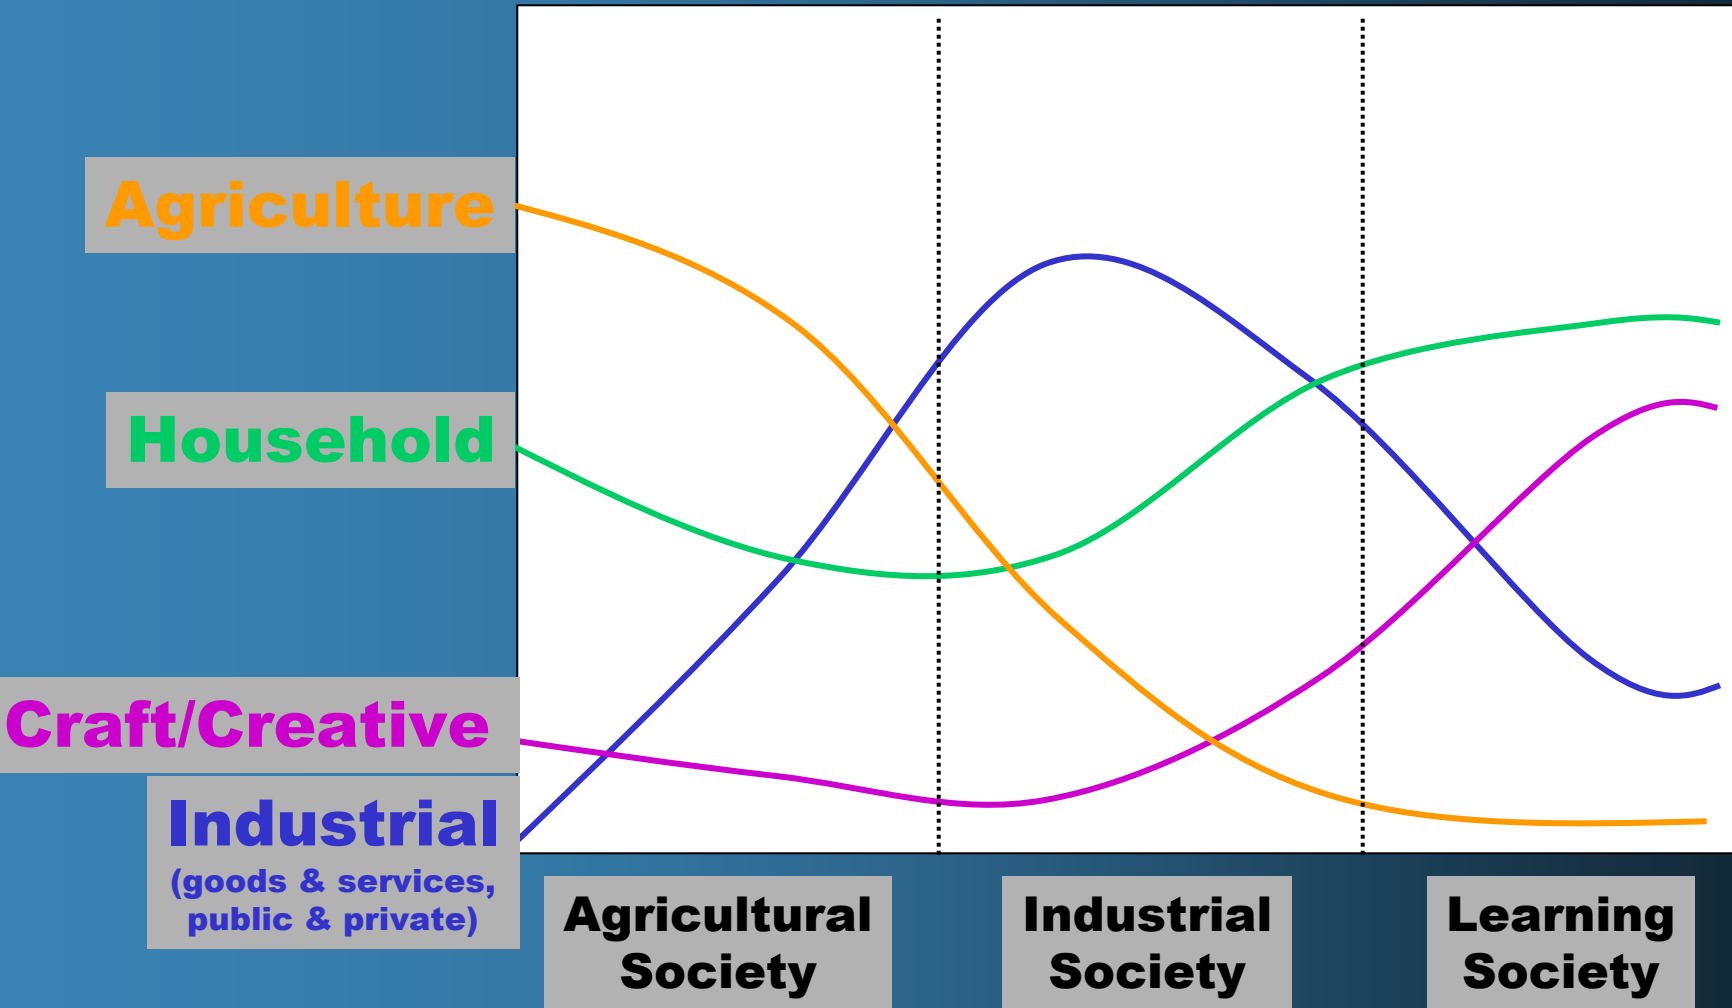 Agriculture
Household
Craft/Creative
Industrial
(goods & services,
public & private)
Agricultural
Society
Industrial
Society
Learning
Society